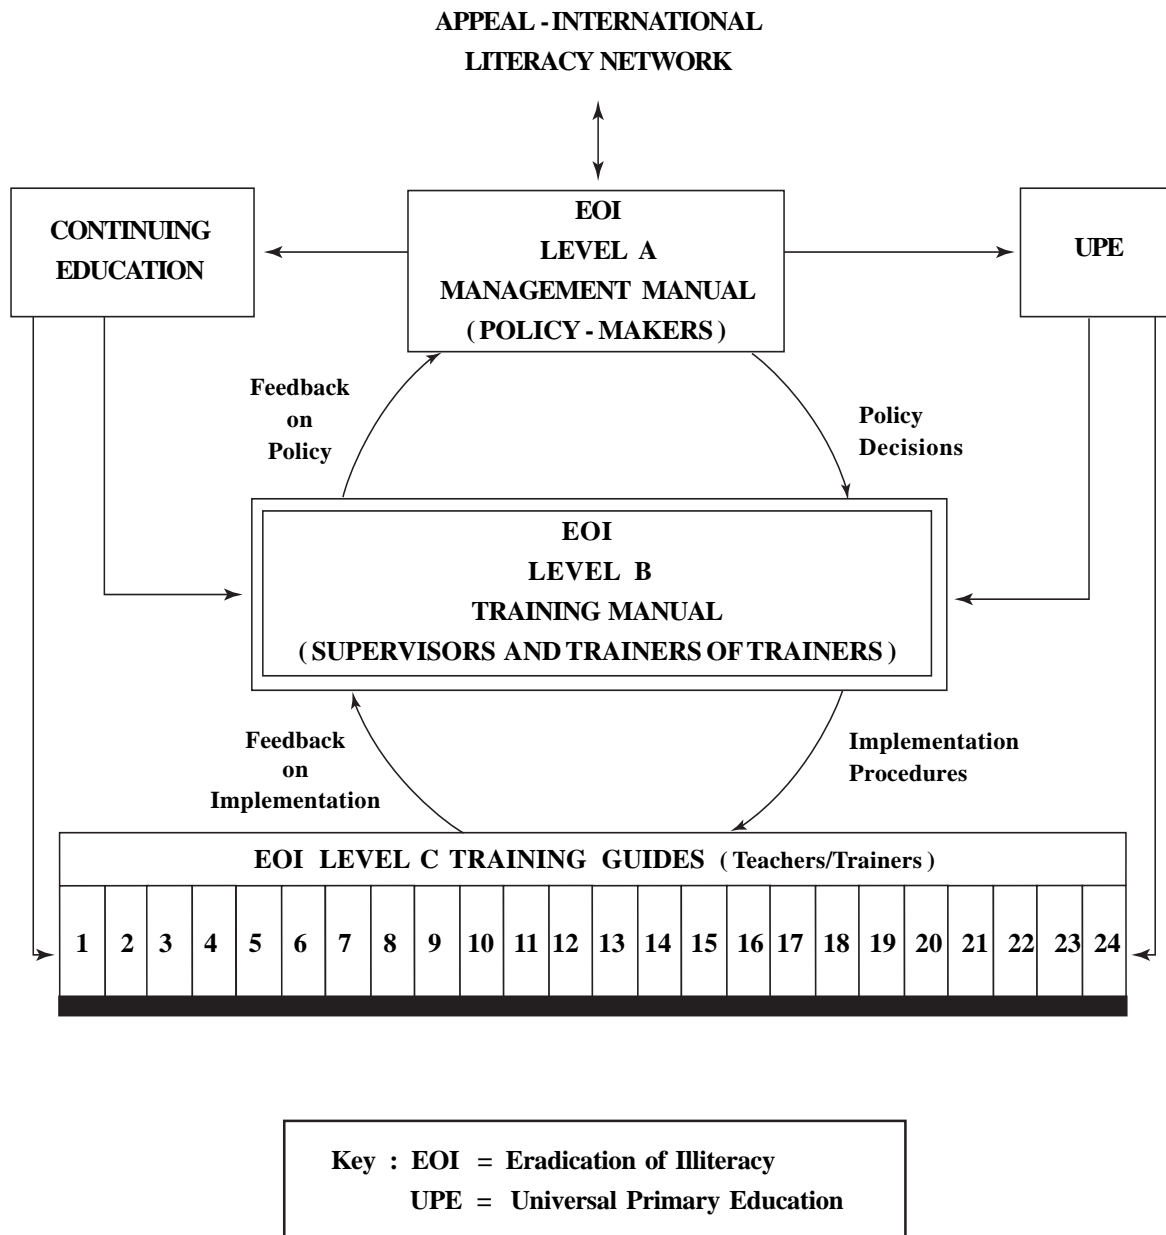 APPEAL - INTERNATIONAL
LITERACY NETWORK
CONTINUING
EDUCATION
EOI
LEVEL A
MANAGEMENT MANUAL
( POLICY - MAKERS )
UPE
Feedback
on
Policy
Policy
Decisions
EOI
LEVEL B
TRAINING MANUAL
( SUPERVISORS AND TRAINERS OF TRAINERS )
Feedback
on
Implementation
Implementation
Procedures
EOI LEVEL C TRAINING GUIDES ( Teachers/Trainers )
1 2 3 4 5 6 7 8 9 10 11 12 13 14 15 16 17 18 19 20 21 22 23 24
Key : EOI = Eradication of Illiteracy
UPE = Universal Primary Education